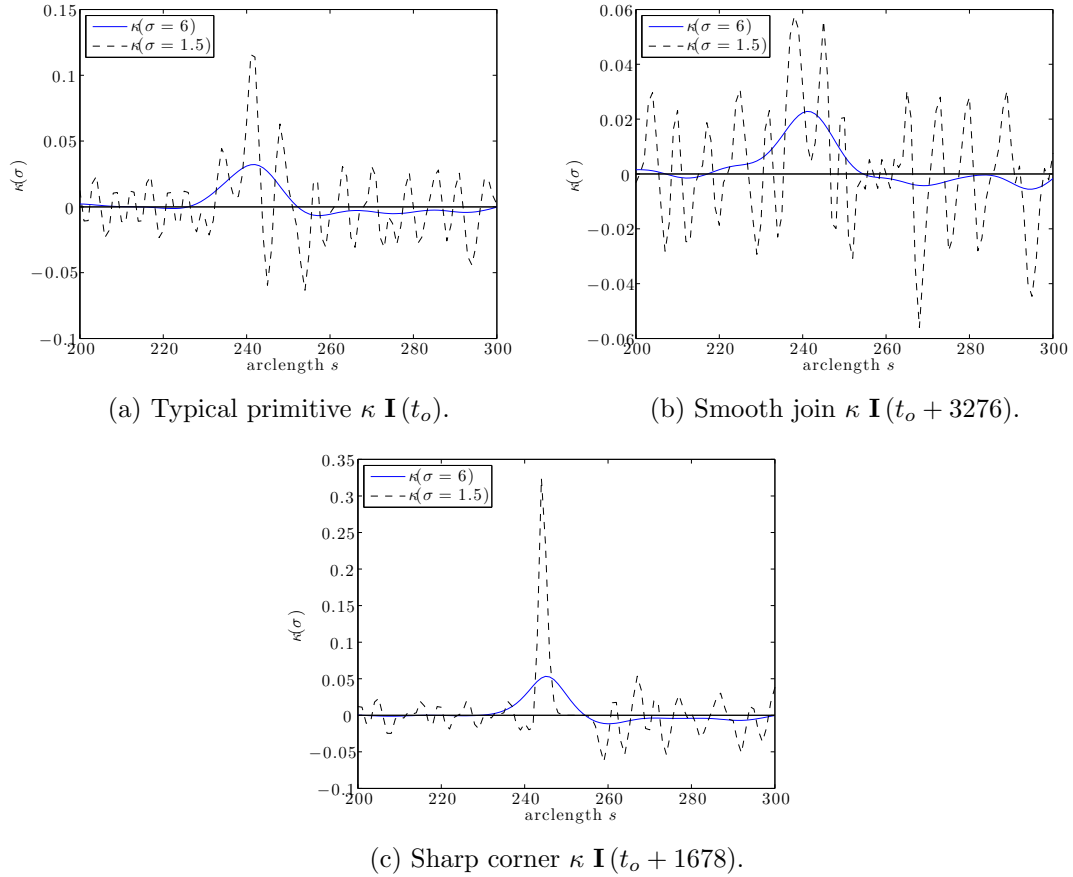 κ(σ = 6)
κ(σ = 1.5)
0.15
0.1
0.05
0
−0.05
−0.1
κ(σ)
200 220 240 260 280 300
arclength s
(a) Typical primitive κ I (t_o).
κ(σ = 6)
κ(σ = 1.5)
0.06
0.04
0.02
0
−0.02
−0.04
−0.06
κ(σ)
200 220 240 260 280 300
arclength s
(b) Smooth join κ I (t_o + 3276).
κ(σ = 6)
κ(σ = 1.5)
0.35
0.3
0.25
0.2
0.15
0.1
0.05
0
−0.05
−0.1
κ(σ)
200 220 240 260 280 300
arclength s
(c) Sharp corner κ I (t_o + 1678).